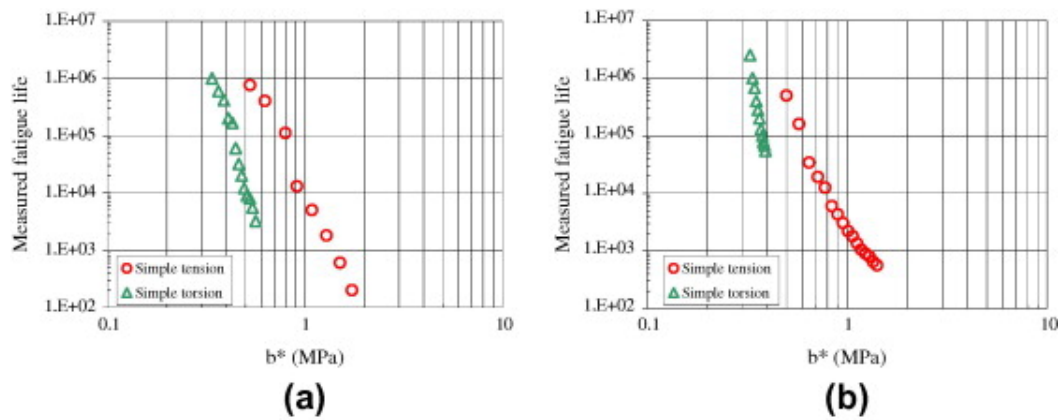 1.E+07
1.E+06
1.E+05
1.E+04
1.E+03
1.E+02
Measured fatigue life
Simple tension
Simple torsion
0.1
1
10
b* (MPa)
(a)
1.E+07
1.E+06
1.E+05
1.E+04
1.E+03
1.E+02
Measured fatigue life
Simple tension
Simple torsion
0.1
1
10
b* (MPa)
(b)